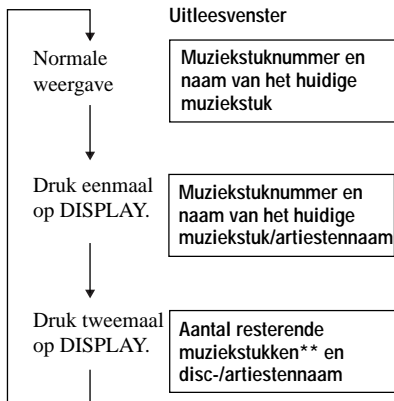 Uitleesvenster
Normale
weergave
Muziekstuknummer en
naam van het huidige
muziekstuk
Druk eenmaal
op DISPLAY.
Muziekstuknummer en
naam van het huidige
muziekstuk/artiestennaam
Druk tweemaal
op DISPLAY.
Aantal resterende
muziekstukken** en
disc-/artiestennaam